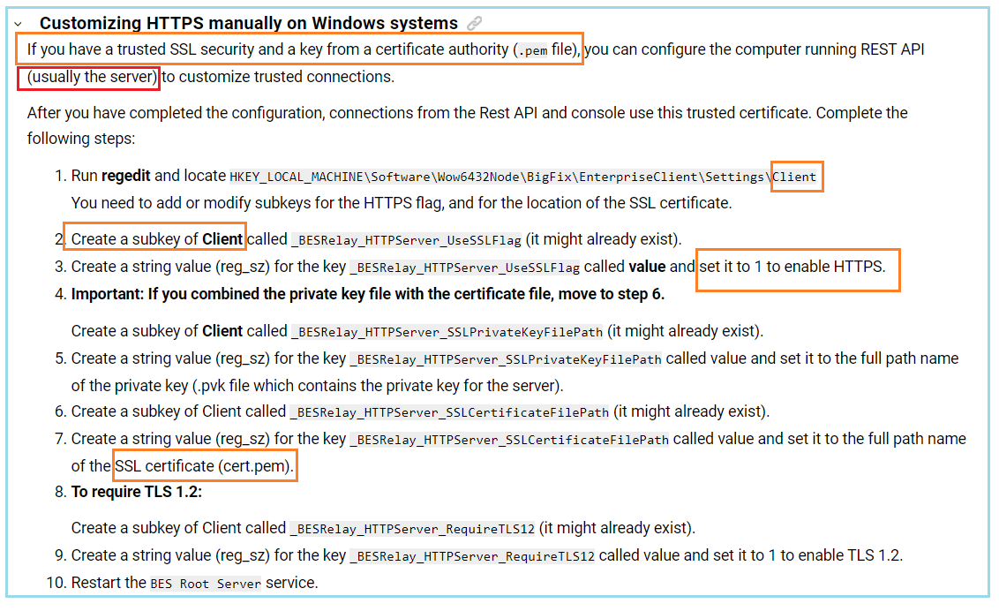 Customizing HTTPS manually on Windows systems
If you have a trusted SSL security and a key from a certificate authority (.pem file), you can configure the computer running REST API
(usually the server) to customize trusted connections.
After you have completed the configuration, connections from the Rest API and console use this trusted certificate. Complete the
following steps:
1. Run regedit and locate HKEY_LOCAL_MACHINE\Software\Wow6432Node\BigFix\EnterpriseClient\Settings\Client
You need to add or modify subkeys for the HTTPS flag, and for the location of the SSL certificate.
2. Create a subkey of Client called _BESRelay_HTTPServer_UseSSLFlag (it might already exist).
3. Create a string value (reg_sz) for the key _BESRelay_HTTPServer_UseSSLFlag called value and set it to 1 to enable HTTPS.
4. Important: If you combined the private key file with the certificate file, move to step 6.
Create a subkey of Client called _BESRelay_HTTPServer_SSLPrivateKeyFilePath (it might already exist).
5. Create a string value (reg_sz) for the key _BESRelay_HTTPServer_SSLPrivateKeyFilePath called value and set it to the full path name
of the private key (.pvk file which contains the private key for the server).
6. Create a subkey of Client called _BESRelay_HTTPServer_SSLCertificateFilePath (it might already exist).
7. Create a string value (reg_sz) for the key _BESRelay_HTTPServer_SSLCertificateFilePath called value and set it to the full path name
of the SSL certificate (cert.pem).
8. To require TLS 1.2:
Create a subkey of Client called _BESRelay_HTTPServer_RequireTLS12 (it might already exist).
9. Create a string value (reg_sz) for the key _BESRelay_HTTPServer_RequireTLS12 called value and set it to 1 to enable TLS 1.2.
10. Restart the BES Root Server service.